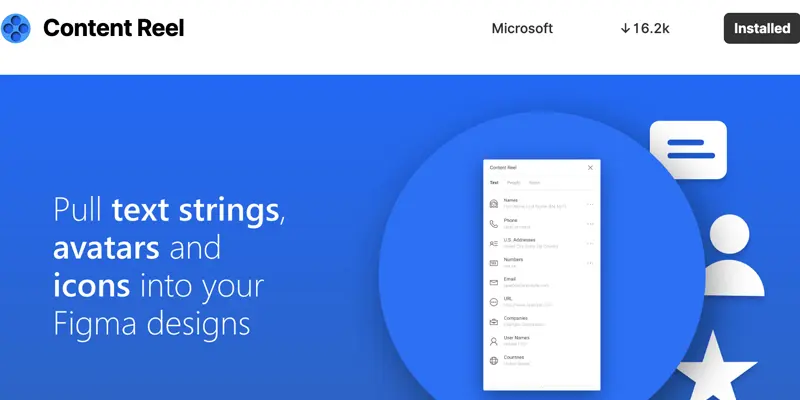 Content Reel
Microsoft
↓16.2k
Installed
Pull text strings,
avatars and
icons into your
Figma designs
Content Reel
Text
People
Names
Phone
U.S. Addresses
Numbers
Email
URL
Companies
User Names
Countries